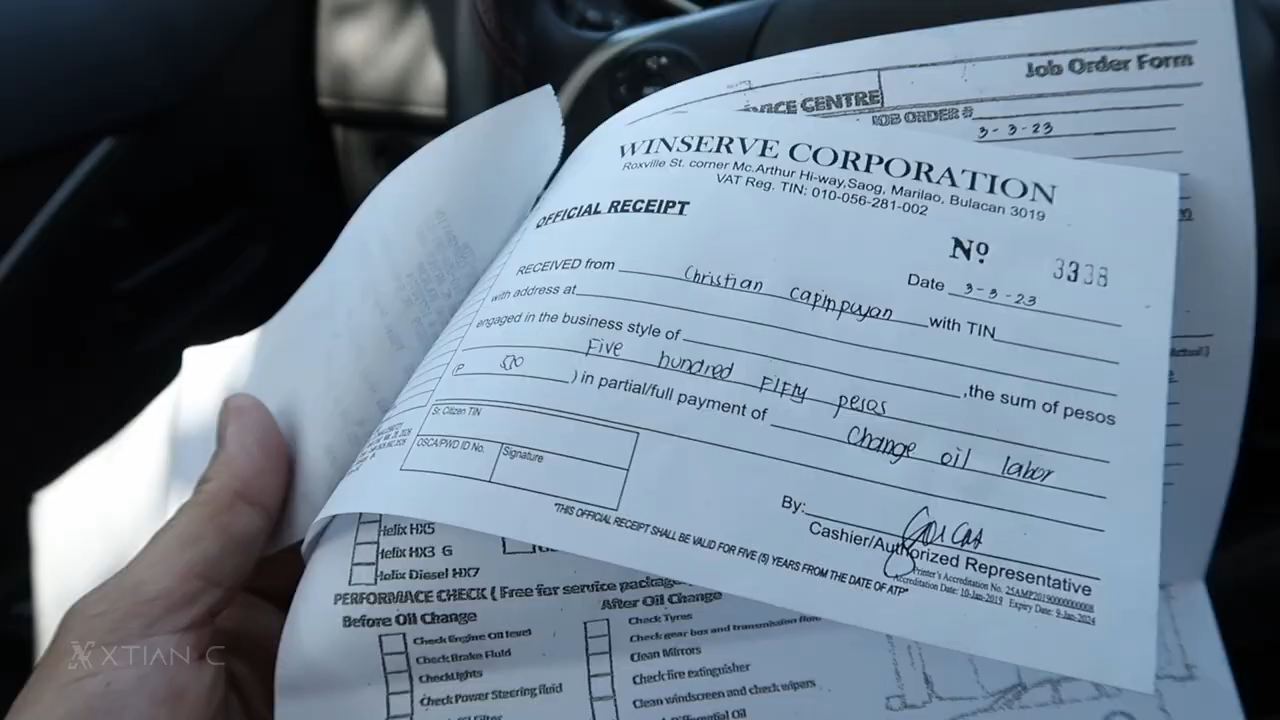 Job Order Form
CENTRE
JOB ORDER #
3-3-23
WINSERVE CORPORATION
Roxville St. corner Mc.Arthur Hi-way,Saog, Marilao, Bulacan 3019
VAT Reg. TIN: 010-056-281-002
OFFICIAL RECEIPT
Nº 3338
Date 3-3-23
RECEIVED from Christian Capinpuyan with TIN
with address at
engaged in the business style of ,the sum of pesos
Five hundred Fifty pesos
(P ) in partial/full payment of
Change oil labor
Sr. Citizen TIN
OSCA/PWD ID No. Signature
By:
Cashier/Authorized Representative
"THIS OFFICIAL RECEIPT SHALL BE VALID FOR FIVE (5) YEARS FROM THE DATE OF ATP"
Printer's Accreditation No. 25AMP20190000000008
Accreditation Date: 10-Jan-2019 Expiry Date: 9-Jan-2024
Helix HX5
Helix HX3 G
Helix Diesel HX7
PERFORMACE CHECK ( Free for service package
Before Oil Change
Check Engine Oil level
Check Brake Fluid
CheckLights
Check Power Steering fluid
After Oil Change
Check Tyres
Check gear box and transmission
Clean Mirrors
Check fire extinguisher
Clean windscreen and check wipers
Differential Oil
XTIAN C